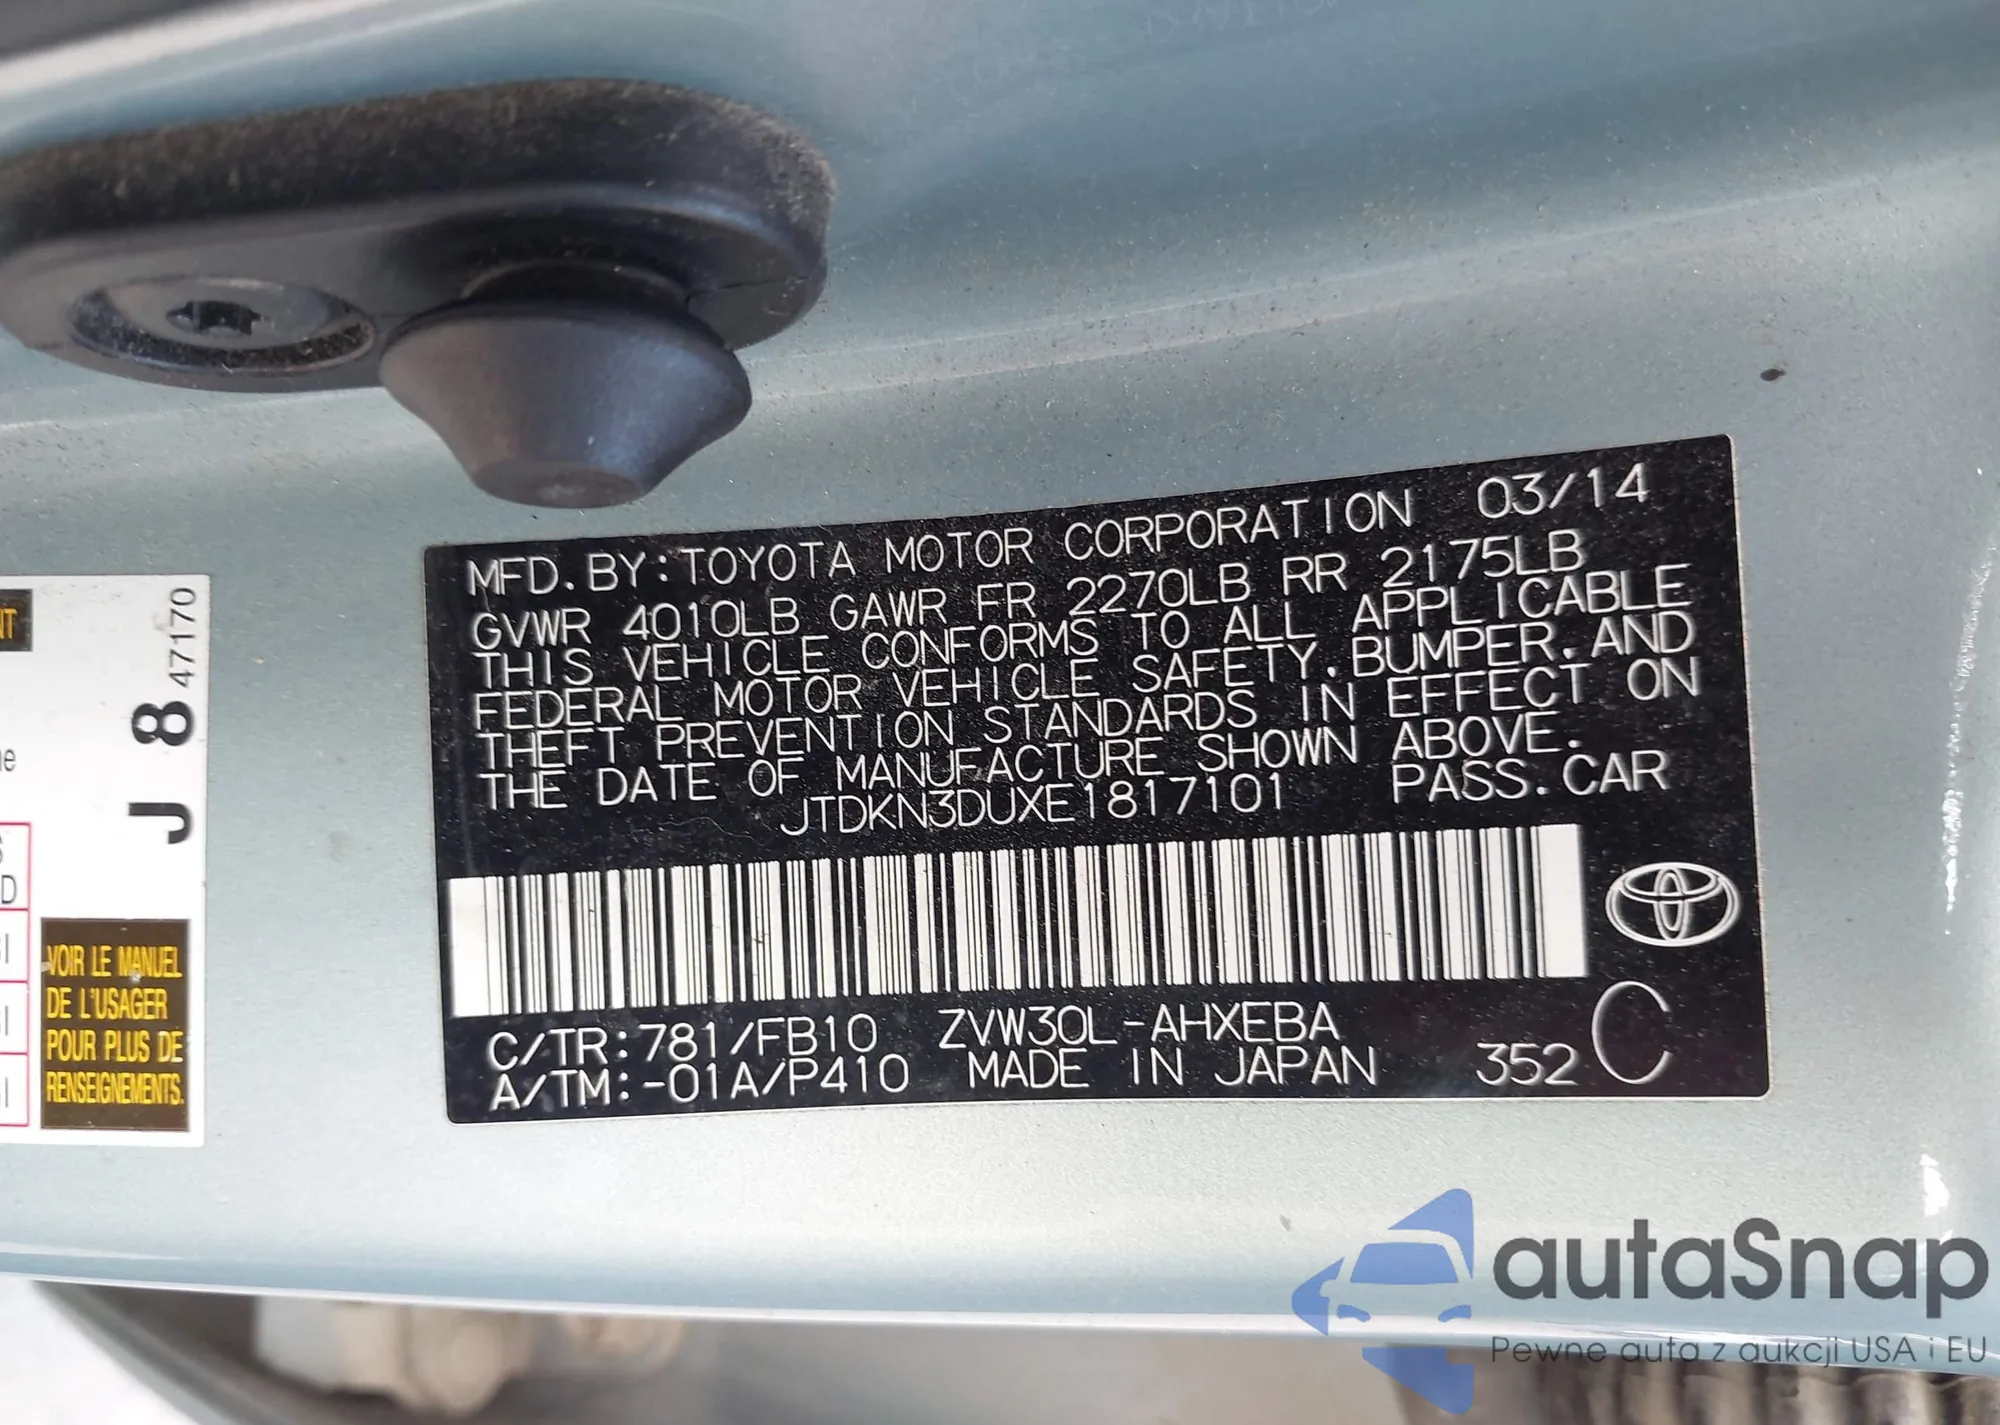 MFD. BY: TOYOTA MOTOR CORPORATION 03/14
GVWR 4010LB GAWR FR 2270LB RR 2175LB
THIS VEHICLE CONFORMS TO ALL APPLICABLE
FEDERAL MOTOR VEHICLE SAFETY, BUMPER, AND
THEFT PREVENTION STANDARDS IN EFFECT ON
THE DATE OF MANUFACTURE SHOWN ABOVE.
JTDKN3DUXE1817101 PASS. CAR
C/TR: 781/FB10 ZVW30L-AHXEBA
A/TM: -01A/P410 MADE IN JAPAN 352 C
J 8 47170
VOIR LE MANUEL
DE L'USAGER
POUR PLUS DE
RENSEIGNEMENTS.
autaSnap
Pewne auta z aukcji USA i EU